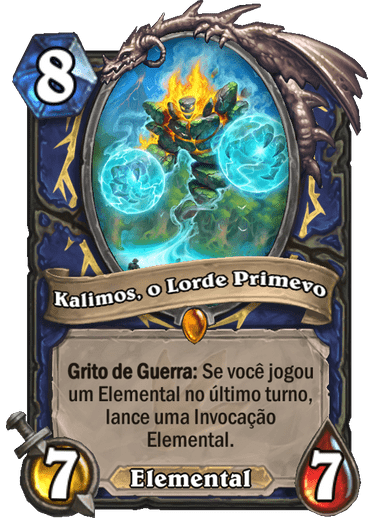 8
Kalimos, o Lorde Primevo
Grito de Guerra: Se você jogou
um Elemental no último turno,
lance uma Invocação
Elemental.
7
Elemental
7